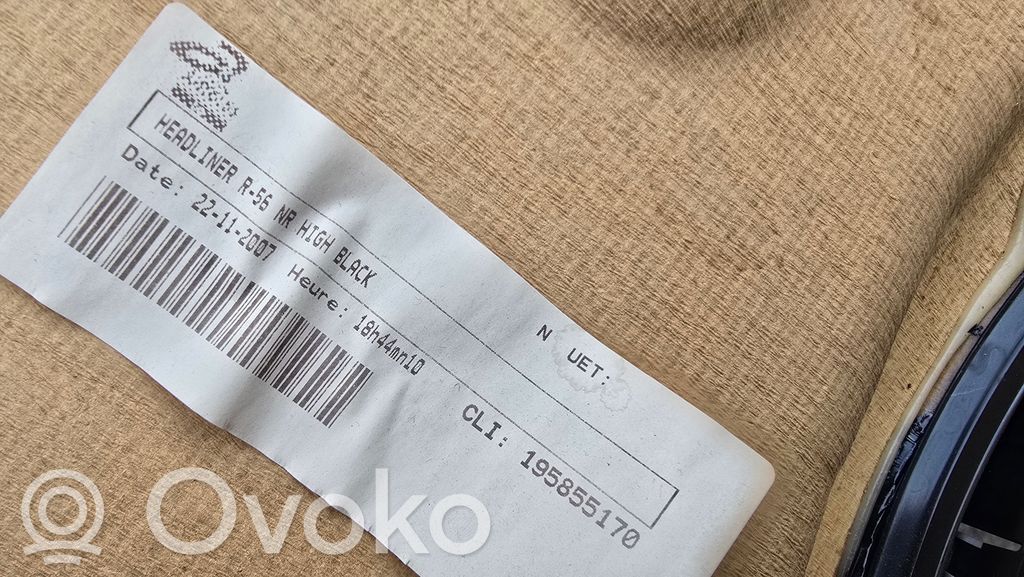 HEADLINER R-56 NR HIGH BLACK
N UET:
Date: 22-11-2007 Heure: 18h44mn10
CLI: 195855170
Ovoko